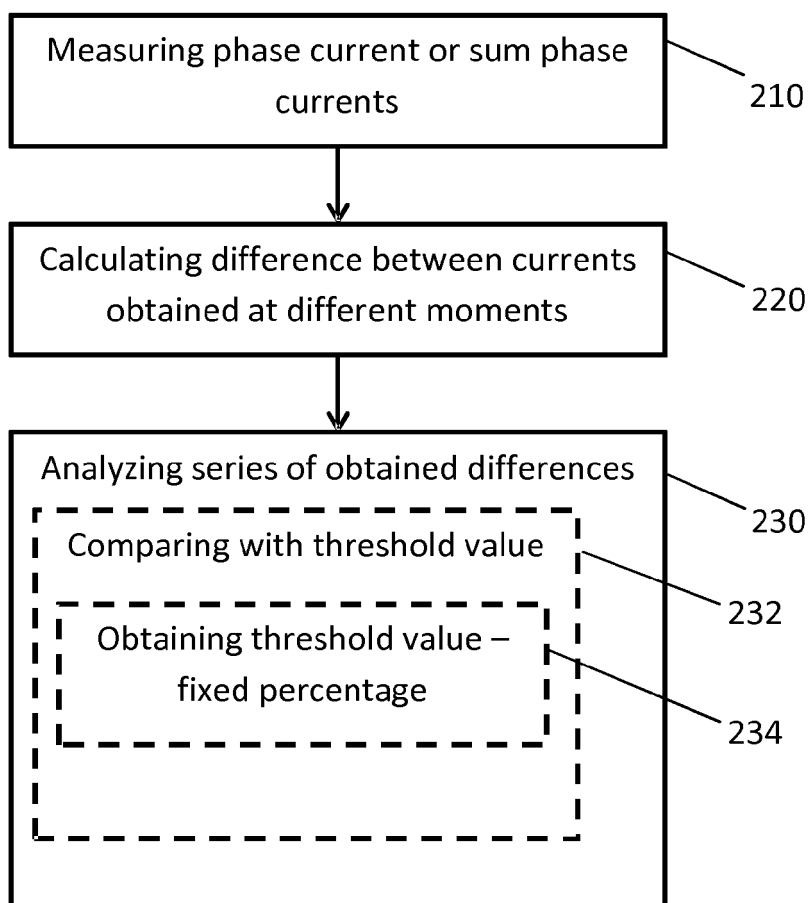 Measuring phase current or sum phase
currents
210
Calculating difference between currents
obtained at different moments
220
Analyzing series of obtained differences
230
Comparing with threshold value
232
Obtaining threshold value –
fixed percentage
234